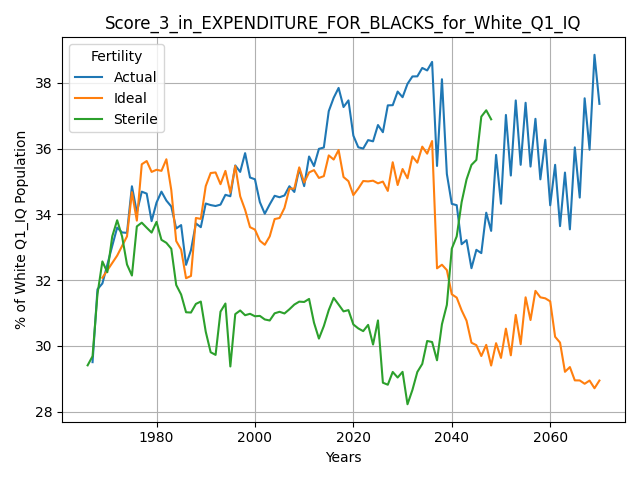 Score_3_in_EXPENDITURE_FOR_BLACKS_for_White_Q1_IQ
Fertility
Actual
Ideal
Sterile
% of White Q1_IQ Population
38
36
34
32
30
28
1980
2000
2020
2040
2060
Years